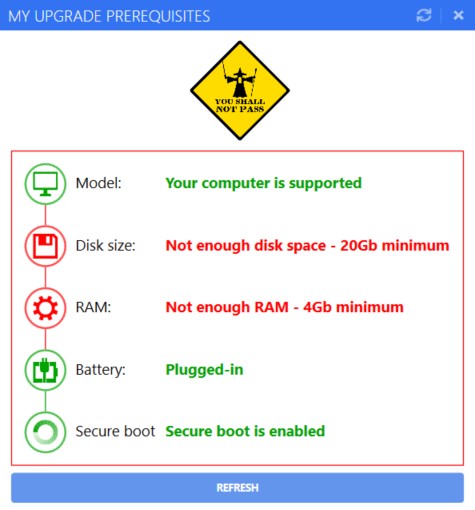 MY UPGRADE PREREQUISITES
YOU SHALL
NOT PASS
Model: Your computer is supported
Disk size: Not enough disk space - 20Gb minimum
RAM: Not enough RAM - 4Gb minimum
Battery: Plugged-in
Secure boot Secure boot is enabled
REFRESH